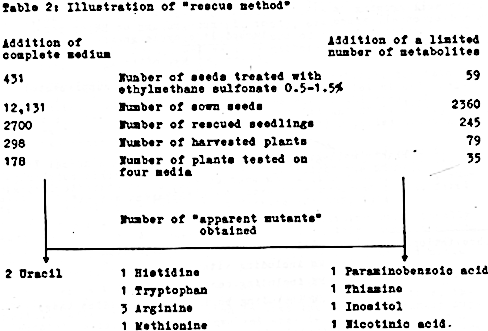 Table 2: Illustration of "rescue method"
Addition of complete medium
Addition of a limited number of metabolites
431 Number of seeds treated with ethylmethane sulfonate 0.5-1.5% 59
12,131 Number of sown seeds 2360
2700 Number of rescued seedlings 245
298 Number of harvested plants 79
178 Number of plants tested on four media 35
Number of "apparent mutants" obtained
2 Uracil 1 Histidine 1 Paraminobenzoic acid
1 Tryptophan 1 Thiamine
3 Arginine 1 Inositol
1 Methionine 1 Nicotinic acid.